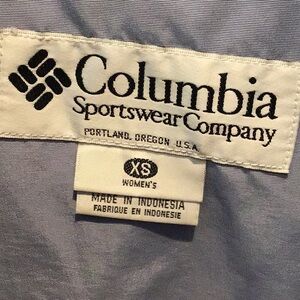 Columbia
Sportswear Company
PORTLAND, OREGON U.S.A.
XS
WOMEN'S
MADE IN INDONESIA
FABRIQUE EN INDONESIE